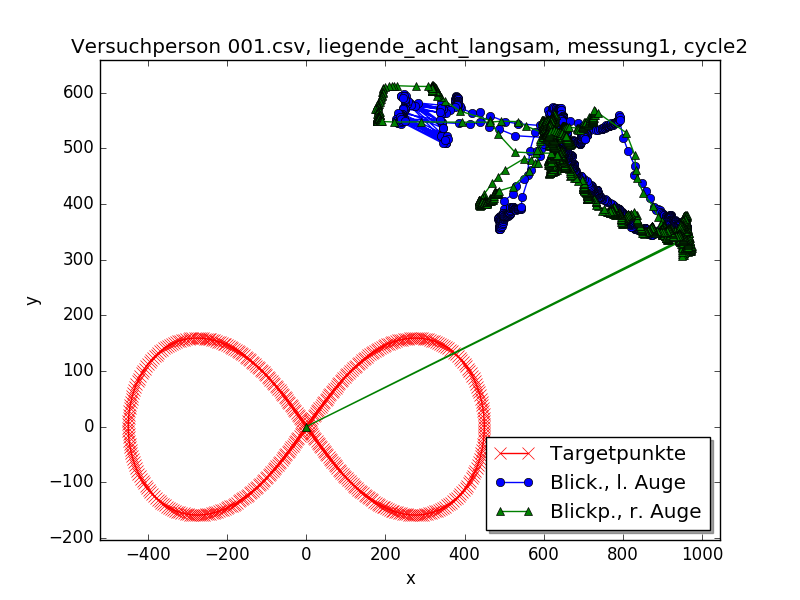 Versuchperson 001.csv, liegende_acht_langsam, messung1, cycle2
600
500
400
300
200
100
0
−100
−200
y
−400
−200
0
200
400
600
800
1000
x
Targetpunkte
Blick., l. Auge
Blickp., r. Auge